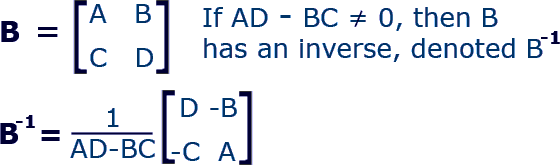 B = [A B
C D] If AD - BC ≠ 0, then B
has an inverse, denoted B⁻¹
B⁻¹ = 1/(AD-BC) [D -B
-C A]